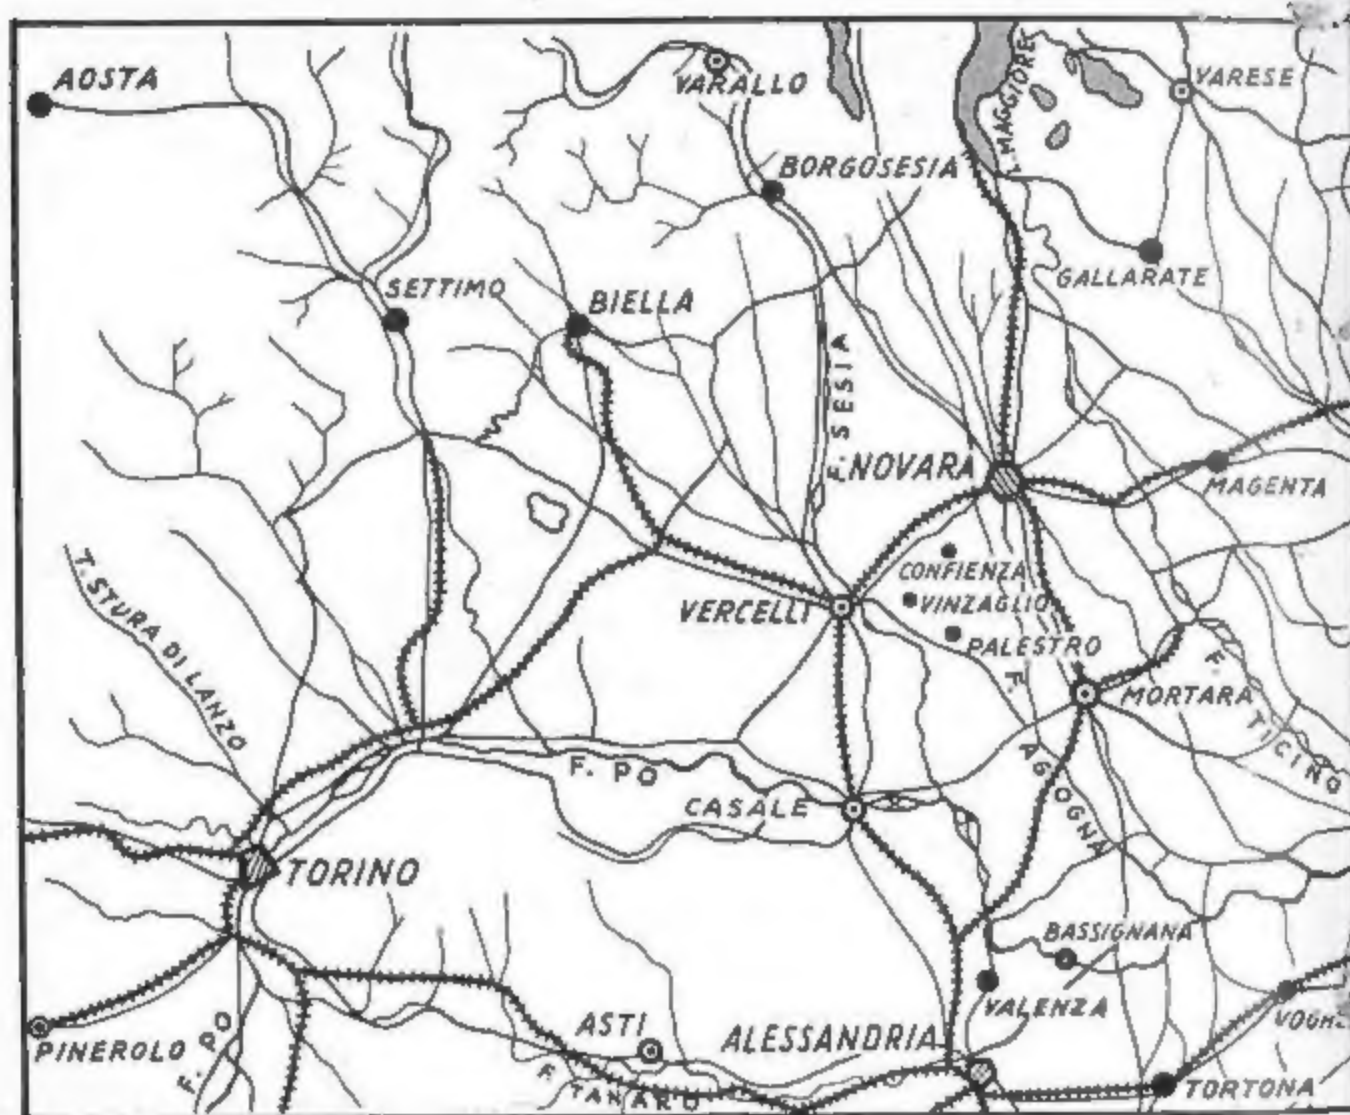 AOSTA
VARALLO
L. MAGGIORE
VARESE
BORGOSESIA
GALLARATE
SETTIMO
BIELLA
F. SESIA
NOVARA
MAGENTA
T. STURA DI LANZO
CONFIENZA
VINZAGLIO
VERCELLI
PALESTRO
F. AGOGNA
MORTARA
F. TICINO
F. PO
CASALE
TORINO
BASSIGNANA
VALENZA
PINEROLO
F. PO
ASTI
ALESSANDRIA
F. TANARO
TORTONA